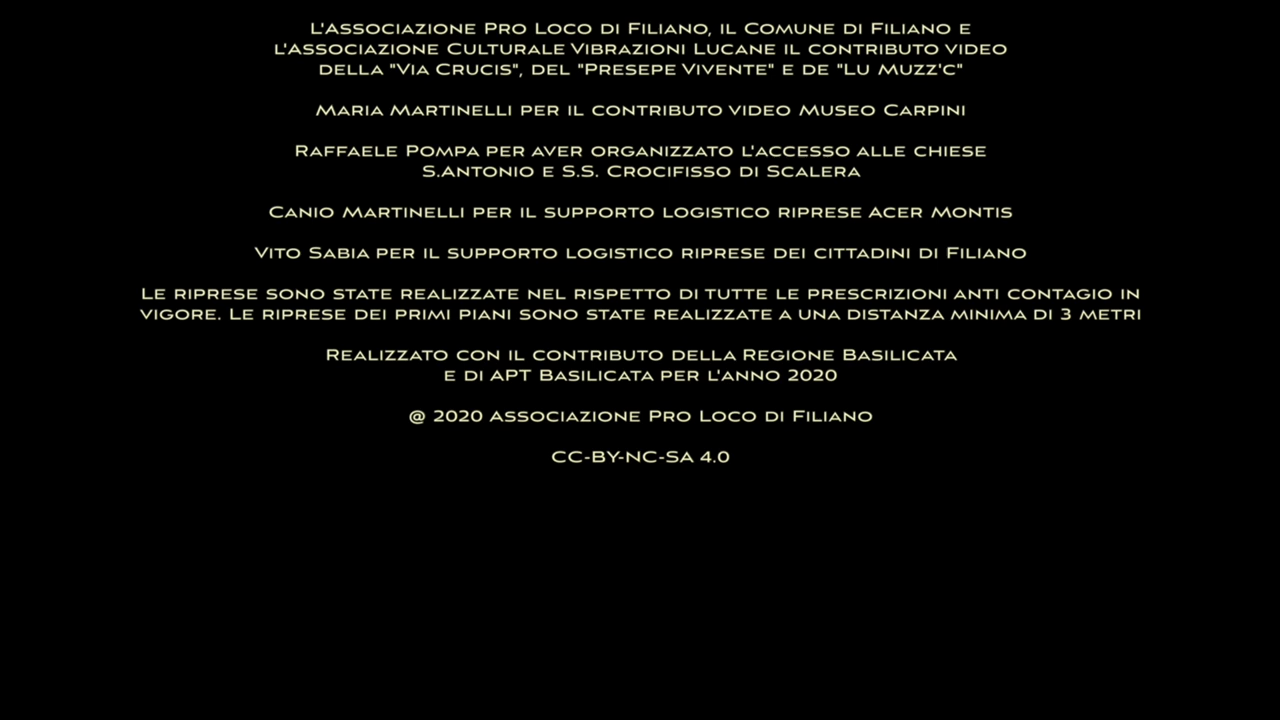 L'Associazione Pro Loco di Filiano, il Comune di Filiano e
l'Associazione Culturale Vibrazioni Lucane il contributo video
della "Via Crucis", del "Presepe Vivente" e de "Lu muzz'c"
Maria Martinelli per il contributo video Museo Carpini
Raffaele Pompa per aver organizzato l'accesso alle chiese
S.Antonio e S.S. Crocifisso di Scalera
Canio Martinelli per il supporto logistico riprese Acer Montis
Vito Sabia per il supporto logistico riprese dei cittadini di Filiano
Le riprese sono state realizzate nel rispetto di tutte le prescrizioni anti contagio in
vigore. Le riprese dei primi piani sono state realizzate a una distanza minima di 3 metri
Realizzato con il contributo della Regione Basilicata
e di APT Basilicata per l'anno 2020
@ 2020 Associazione Pro Loco di Filiano
CC-BY-NC-SA 4.0